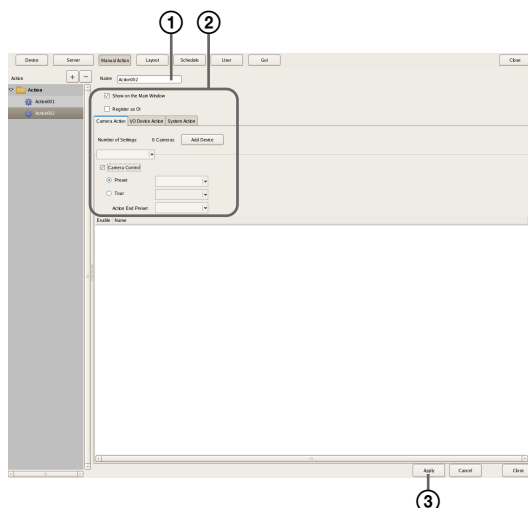 1 2
Device Server Manual Action Layout Schedule User Gui Close
Action + - Name Action002
Action
Action001
Action002
Show on the Main Window
Register as OI
Camera Action I/O Device Action System Action
Number of Settings: 0 Cameras Add Device
Camera Control
Preset
Tour
Action End Preset
Enable Name
Apply Cancel Close
3